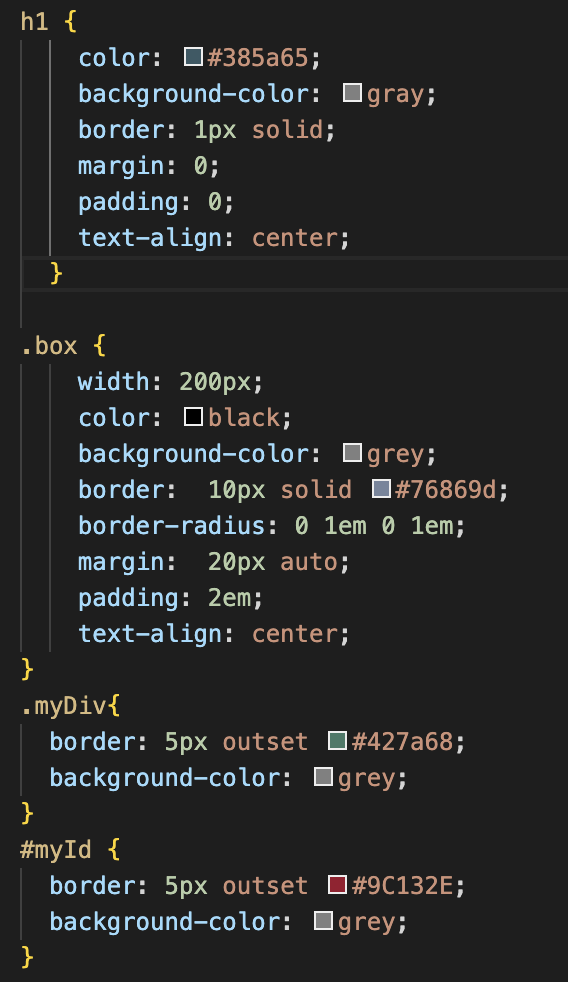 h1 {
    color: #385a65;
    background-color: gray;
    border: 1px solid;
    margin: 0;
    padding: 0;
    text-align: center;
  }

.box {
    width: 200px;
    color: black;
    background-color: grey;
    border:  10px solid #76869d;
    border-radius: 0 1em 0 1em;
    margin:  20px auto;
    padding: 2em;
    text-align: center;
}
.myDiv{
  border: 5px outset #427a68;
  background-color: grey;
}
#myId {
  border: 5px outset #9C132E;
  background-color: grey;
}